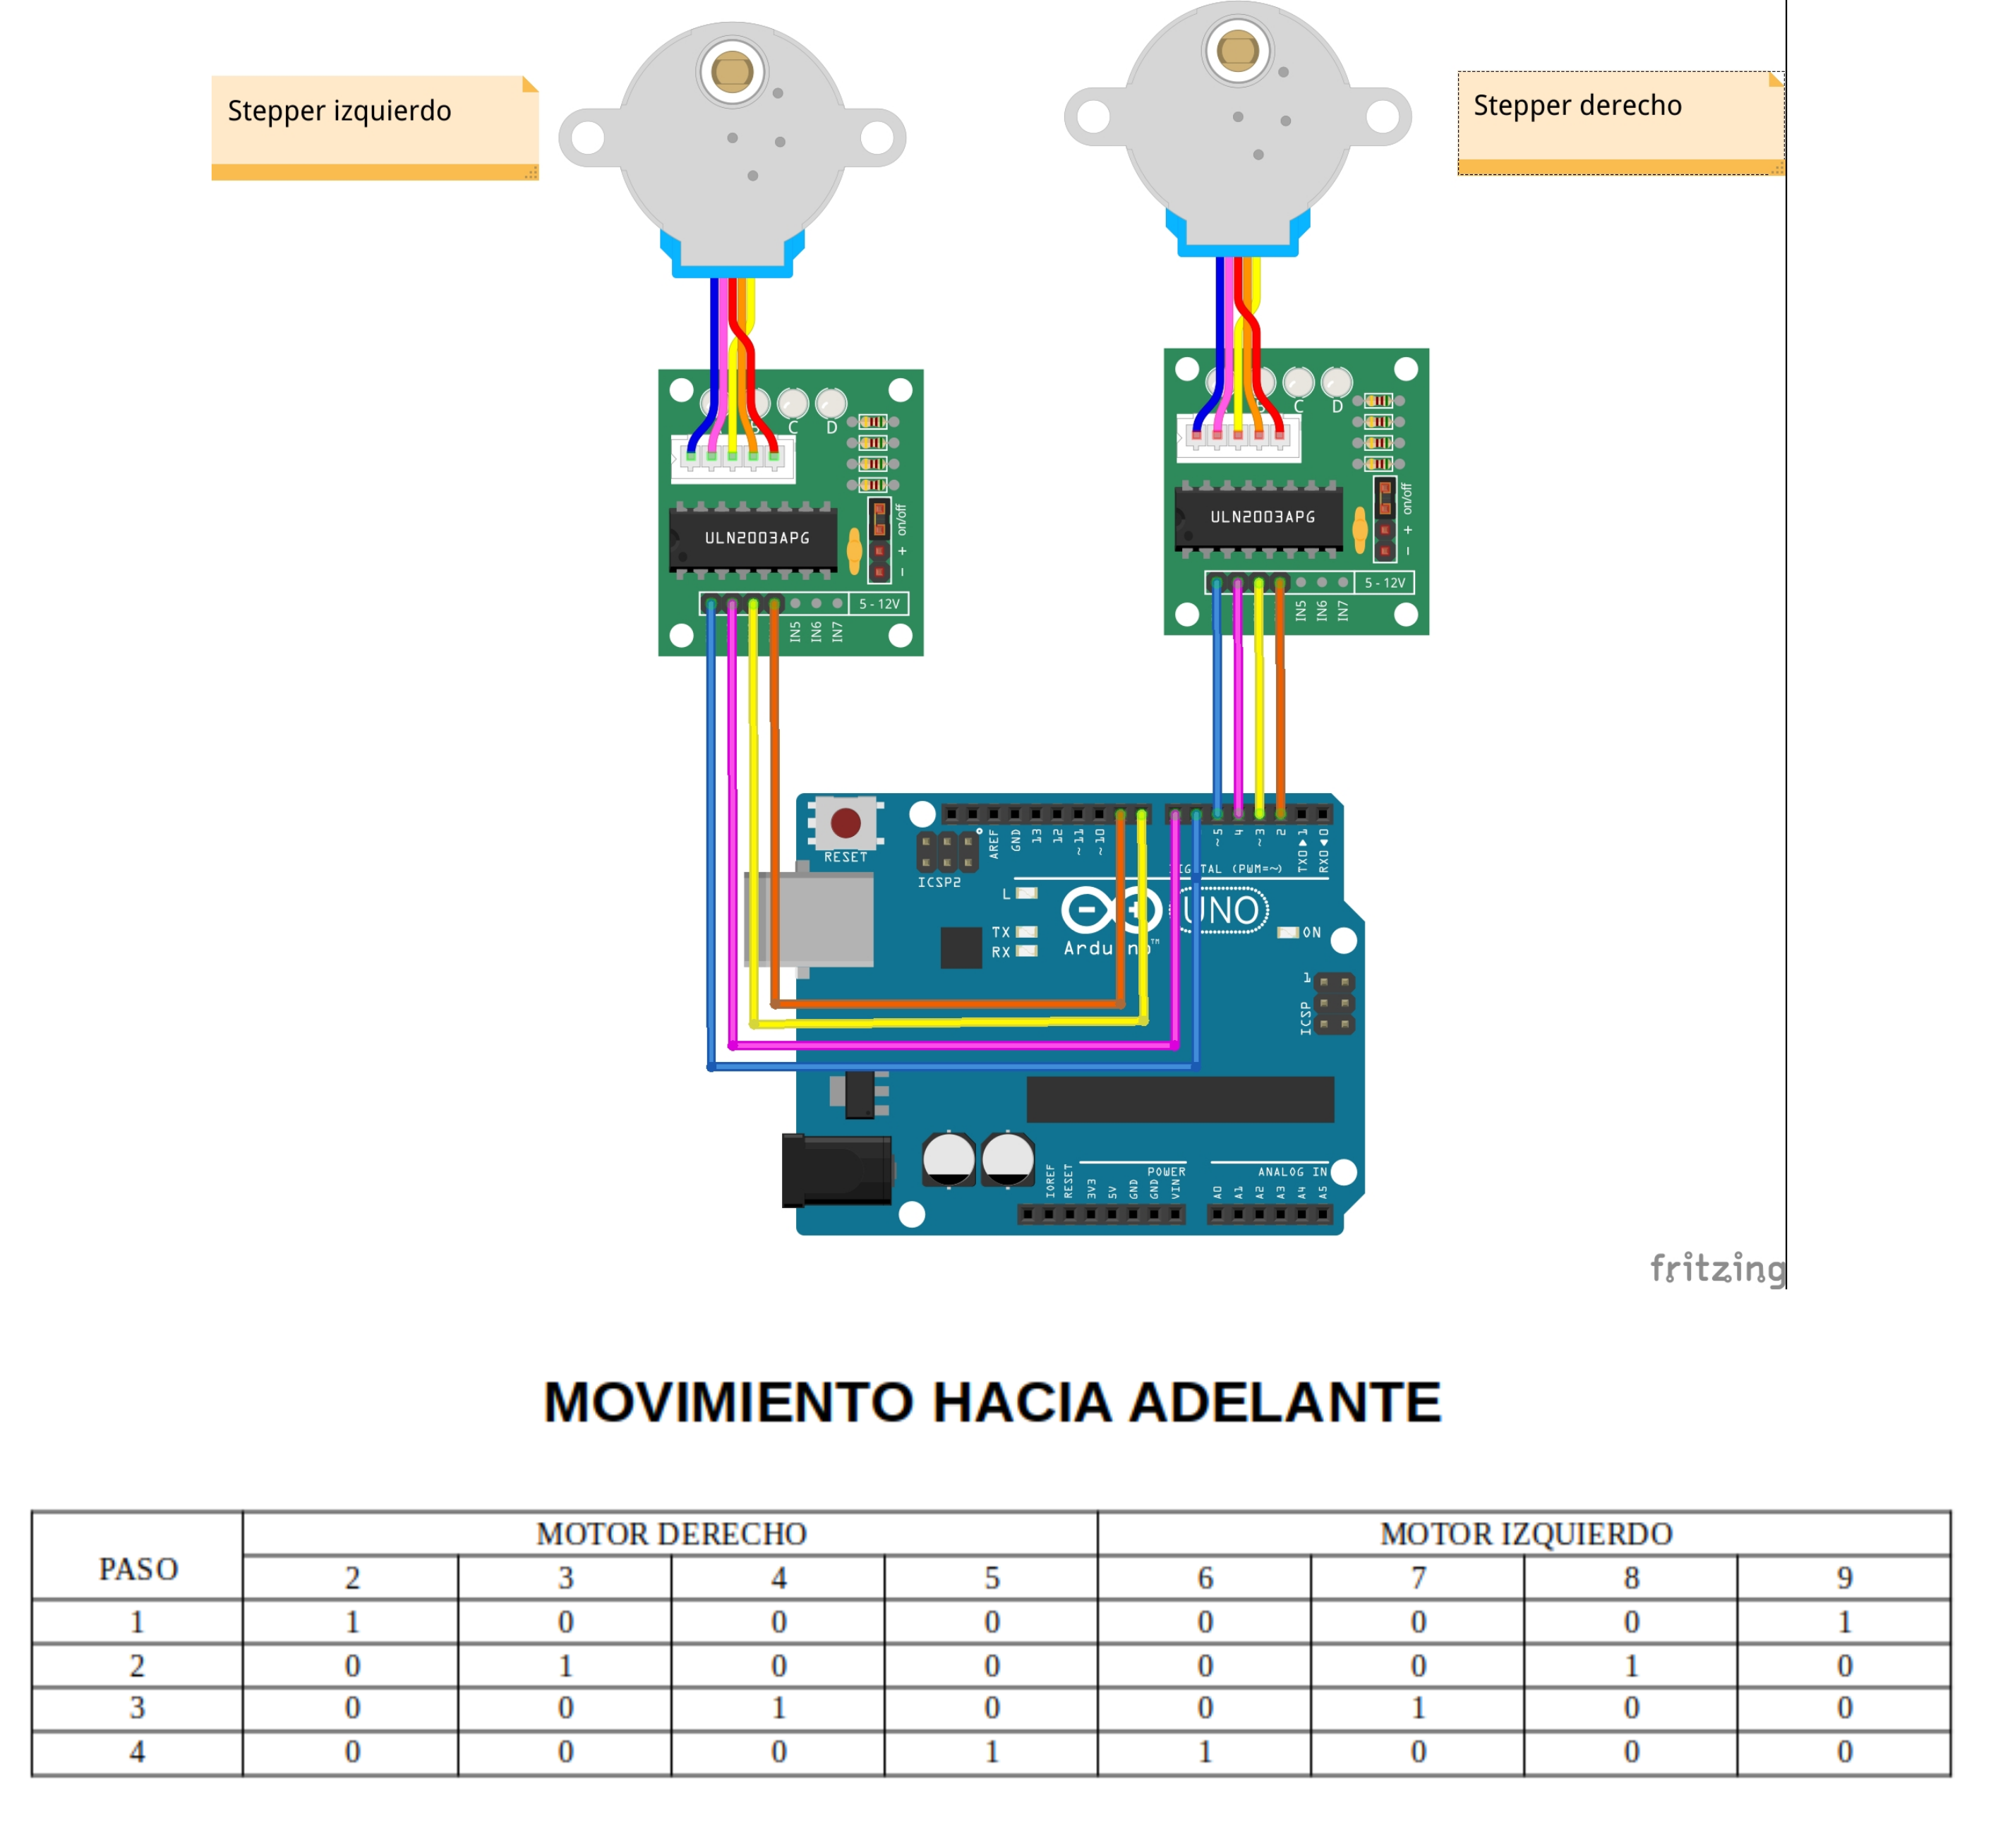 Stepper izquierdo
Stepper derecho
C D
C D
ULN2003APG
on/off
+
-
5 - 12V
IN5 IN6 IN7
ULN2003APG
on/off
+
-
5 - 12V
IN5 IN6 IN7
RESET
ICSP2
AREF GND 13 12 ~11 ~10 ~5 4 ~3 2 TX0 1 RX0 0
(PWM=~)
L
TX
RX
UNO
ON
1
ICSP
IOREF RESET 3V3 5V GND GND VIN
POWER
A0 A1 A2 A3 A4 A5
ANALOG IN
fritzing
MOVIMIENTO HACIA ADELANTE
PASO MOTOR DERECHO MOTOR IZQUIERDO
2 3 4 5 6 7 8 9
1 1 0 0 0 0 0 0 1
2 0 1 0 0 0 0 1 0
3 0 0 1 0 0 1 0 0
4 0 0 0 1 1 0 0 0